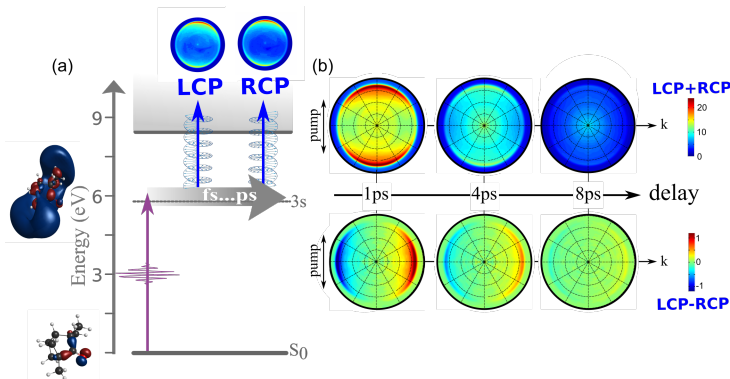 (a)
LCP RCP
Energy (eV)
9
6
3
fs...ps
3s
S0
(b)
pump
k
LCP+RCP
20
10
0
1ps
4ps
8ps
delay
pump
k
1
0
-1
LCP-RCP